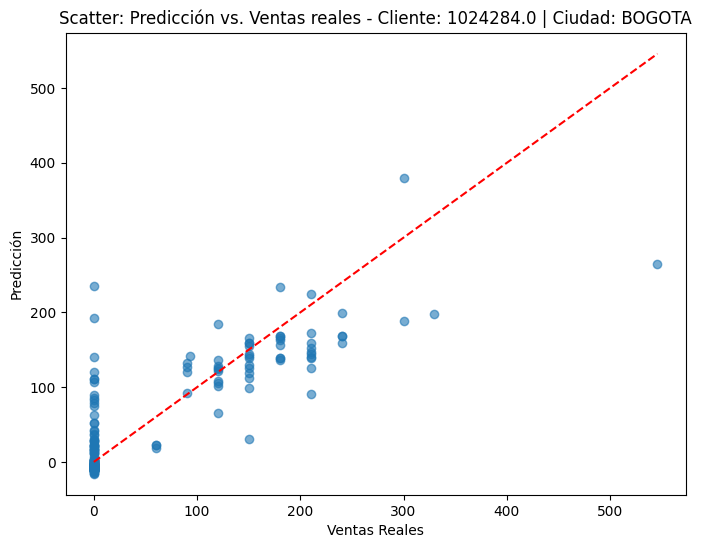 Scatter: Predicción vs. Ventas reales - Cliente: 1024284.0 | Ciudad: BOGOTA
500
400
300
200
100
0
Predicción
0 100 200 300 400 500
Ventas Reales